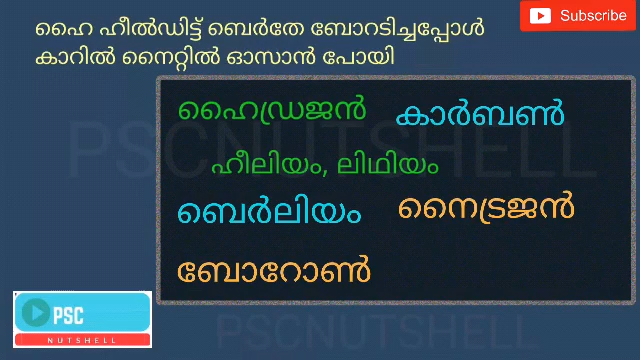 ഹൈ ഹീൽഡിട്ട് ബെർതേ ബോറടിച്ചപ്പോൾ
കാറിൽ നൈറ്റിൽ ഓസാൻ പോയി
Subscribe
ഹൈഡ്രജൻ കാർബൺ
ഹീലിയം, ലിഥിയം
ബെർലിയം നൈട്രജൻ
ബോറോൺ
PSCNUTSHELL
PSC
NUTSHELL
PSCNUTSHELL